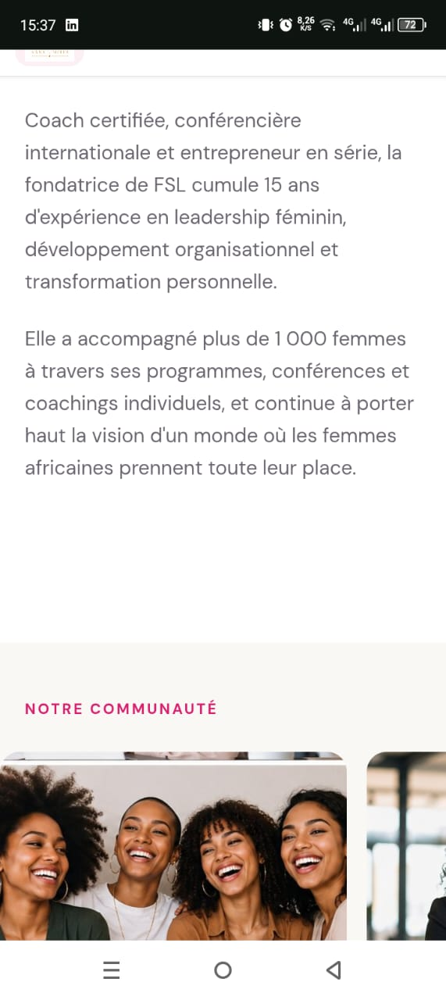 15:37
8,26
K/S
4G
4G
72
Coach certifiée, conférencière
internationale et entrepreneur en série, la
fondatrice de FSL cumule 15 ans
d'expérience en leadership féminin,
développement organisationnel et
transformation personnelle.
Elle a accompagné plus de 1 000 femmes
à travers ses programmes, conférences et
coachings individuels, et continue à porter
haut la vision d'un monde où les femmes
africaines prennent toute leur place.
NOTRE COMMUNAUTÉ